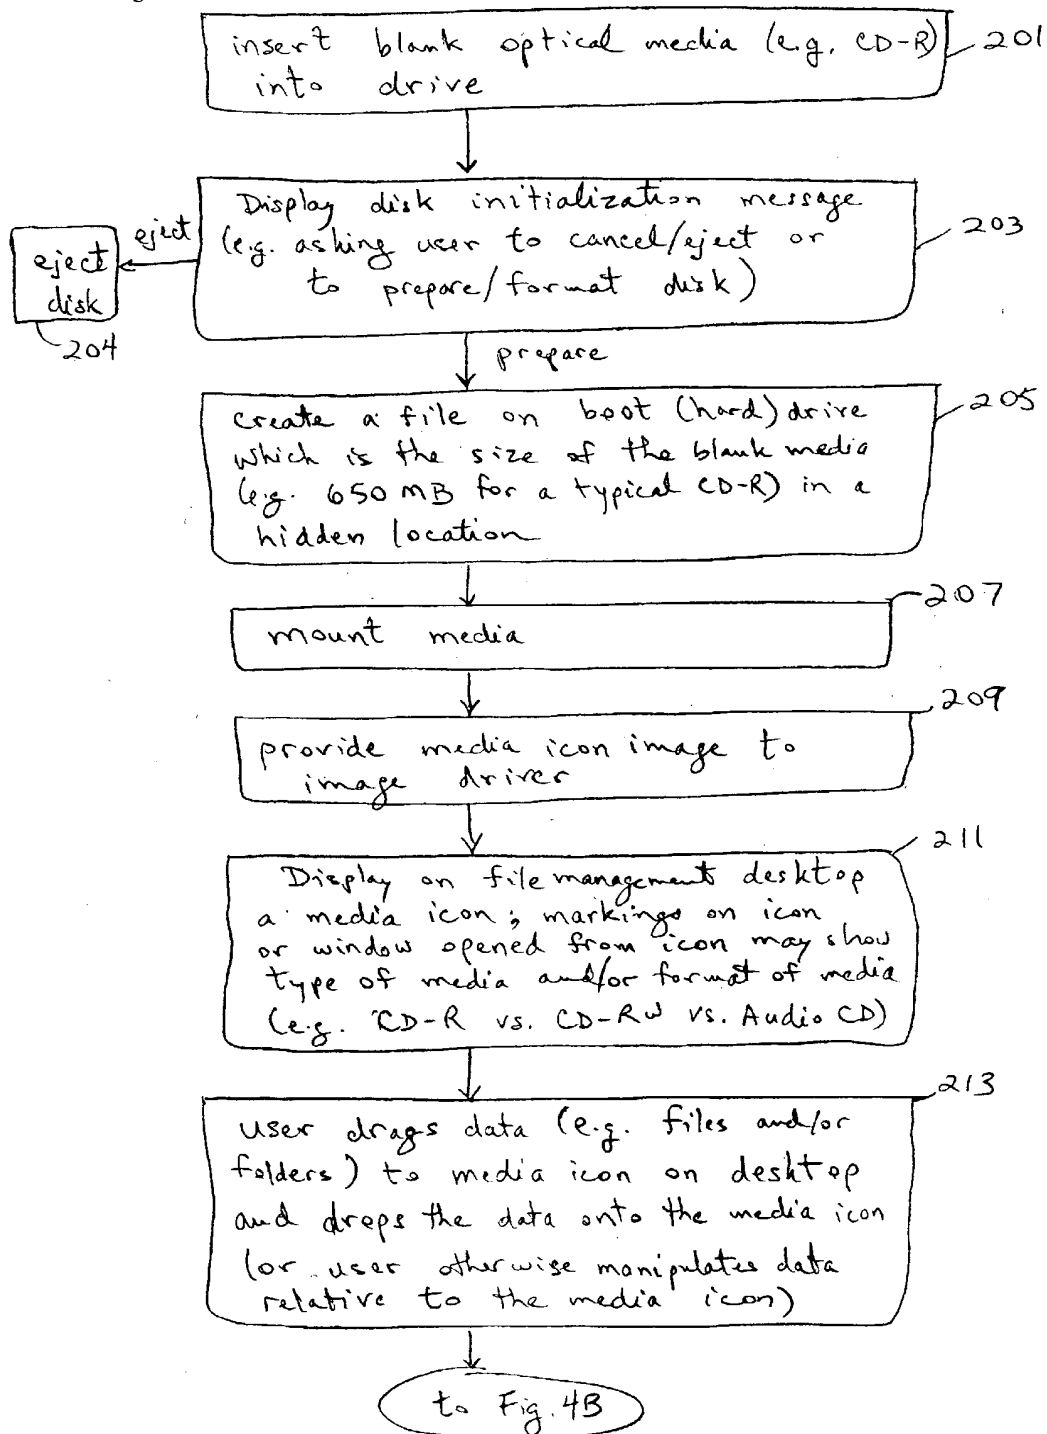 insert blank optical media (e.g. CD-R)
into drive
201
Display disk initialization message
(e.g. asking user to cancel/eject or
to prepare/format disk)
203
eject
eject
disk
204
prepare
create a file on boot (hard) drive
which is the size of the blank media
(e.g. 650 MB for a typical CD-R) in a
hidden location
205
mount media
207
provide media icon image to
image driver
209
Display on file management desktop
a media icon; markings on icon
or window opened from icon may show
type of media and/or format of media
(e.g. CD-R vs. CD-RW vs. Audio CD)
211
user drags data (e.g. files and/or
folders) to media icon on desktop
and drops the data onto the media icon
(or user otherwise manipulates data
relative to the media icon)
213
to Fig. 4B